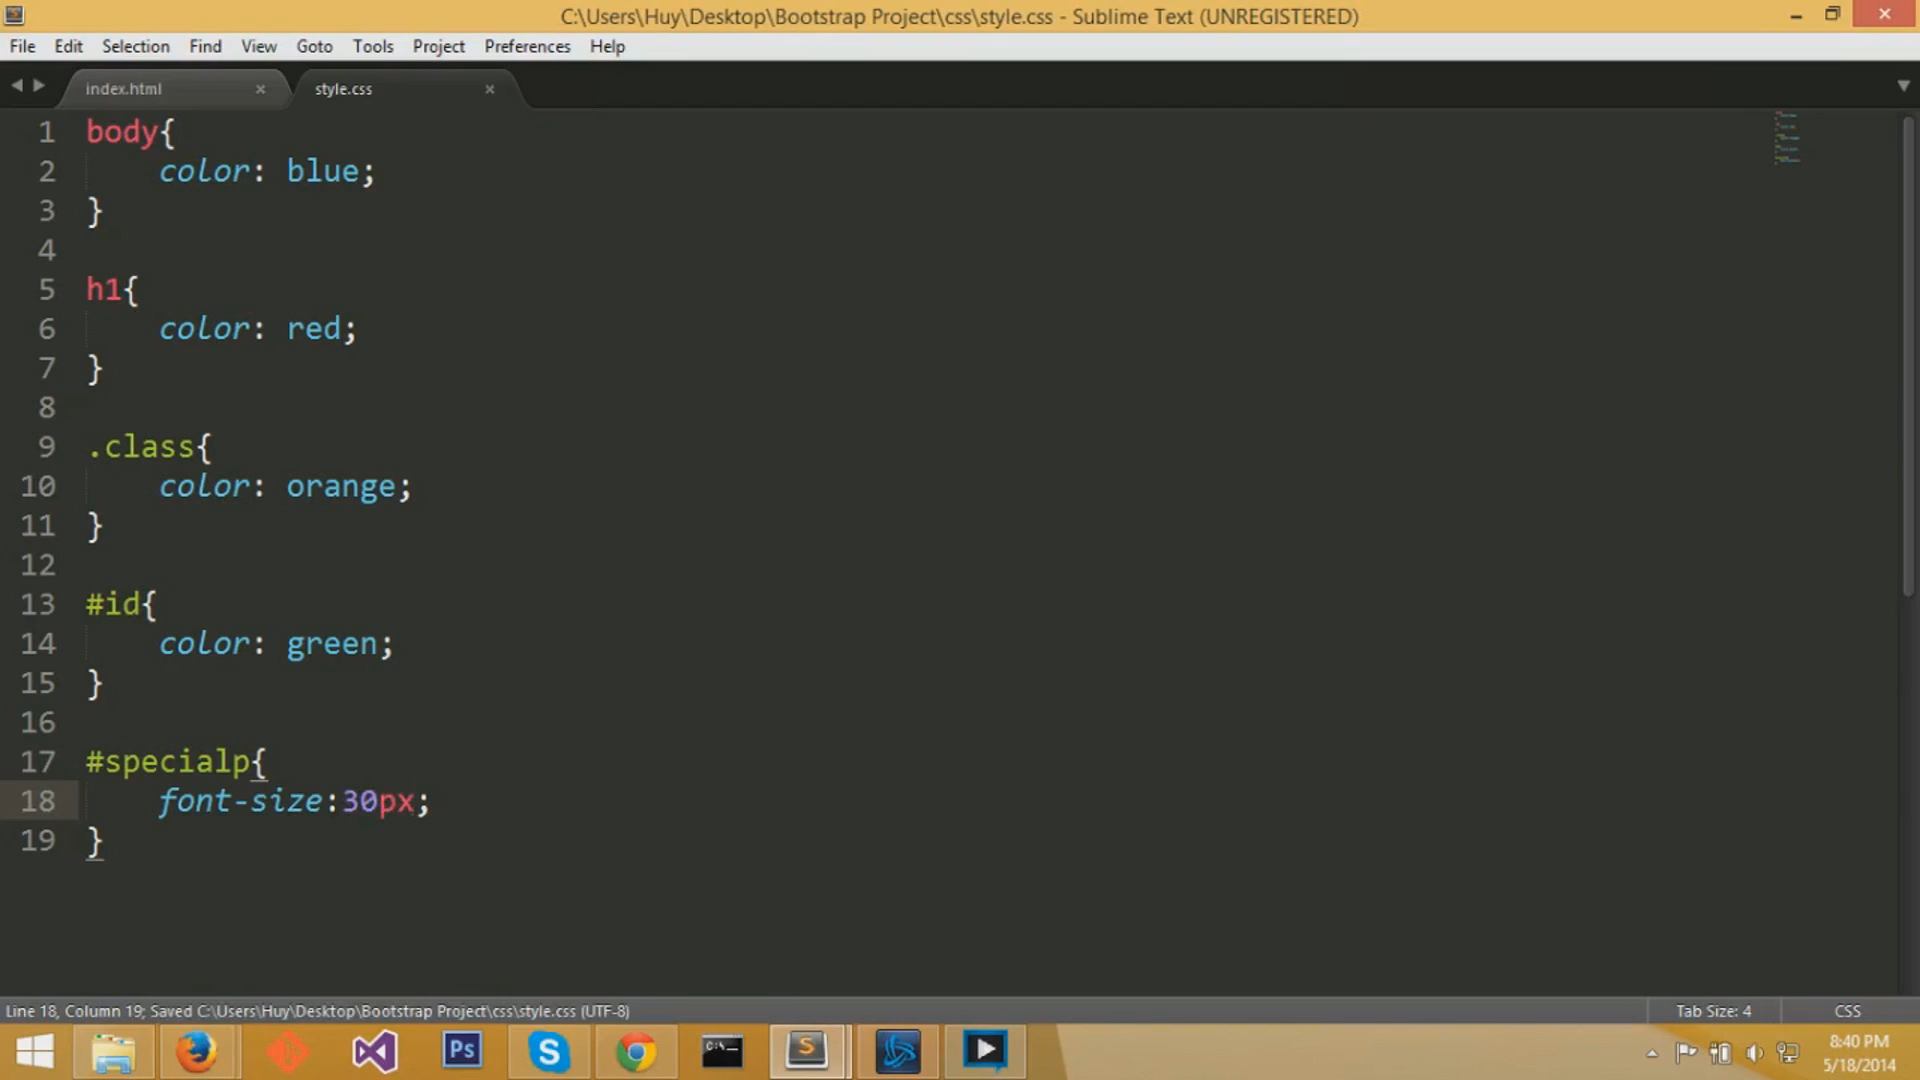 C:\Users\Huy\Desktop\Bootstrap Project\css\style.css - Sublime Text (UNREGISTERED)
File Edit Selection Find View Goto Tools Project Preferences Help
index.html × style.css ×
1 body{
2 color: blue;
3 }
4
5 h1{
6 color: red;
7 }
8
9 .class{
10 color: orange;
11 }
12
13 #id{
14 color: green;
15 }
16
17 #specialp{
18 font-size:30px;
19 }
Line 18, Column 19; Saved C:\Users\Huy\Desktop\Bootstrap Project\css\style.css (UTF-8) Tab Size: 4 CSS
Ps S C:\_ S 8:40 PM
5/18/2014